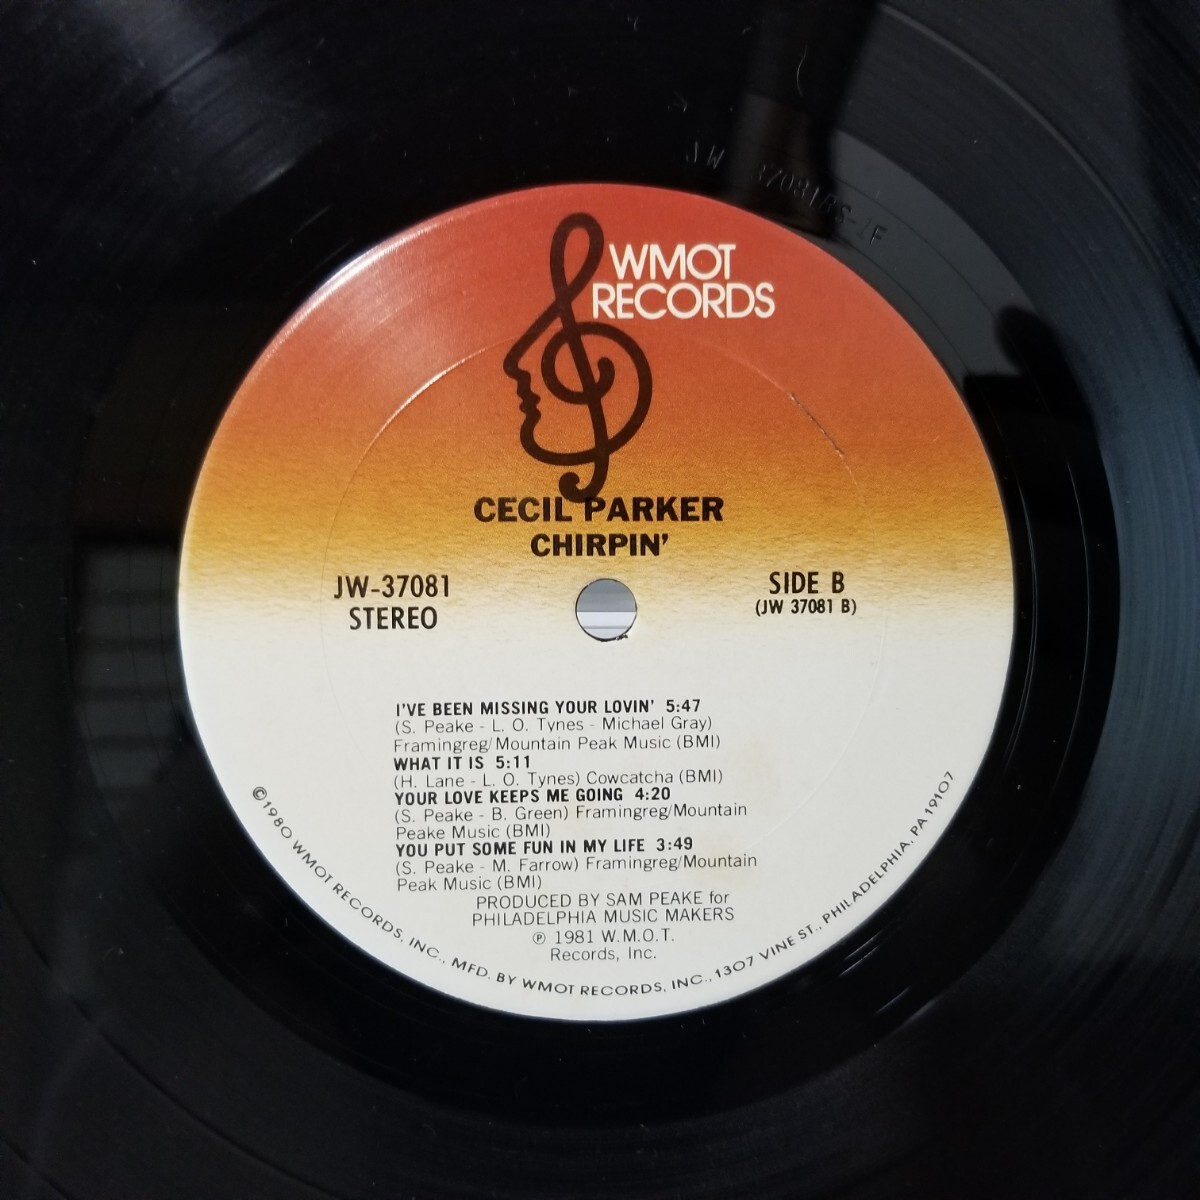 JW 37081 BS-1F
WMOT
RECORDS
CECIL PARKER
CHIRPIN'
JW-37081
STEREO
SIDE B
(JW 37081 B)
I'VE BEEN MISSING YOUR LOVIN' 5:47
(S. Peake - L. O. Tynes - Michael Gray)
Framingreg/Mountain Peak Music (BMI)
WHAT IT IS 5:11
(H. Lane - L. O. Tynes) Cowcatcha (BMI)
YOUR LOVE KEEPS ME GOING 4:20
(S. Peake - B. Green) Framingreg/Mountain
Peake Music (BMI)
YOU PUT SOME FUN IN MY LIFE 3:49
(S. Peake - M. Farrow) Framingreg/Mountain
Peak Music (BMI)
PRODUCED BY SAM PEAKE for
PHILADELPHIA MUSIC MAKERS
℗ 1981 W.M.O.T.
Records, Inc.
©1980 WMOT RECORDS, INC., MFD. BY WMOT RECORDS, INC., 1307 VINE ST., PHILADELPHIA, PA 19107